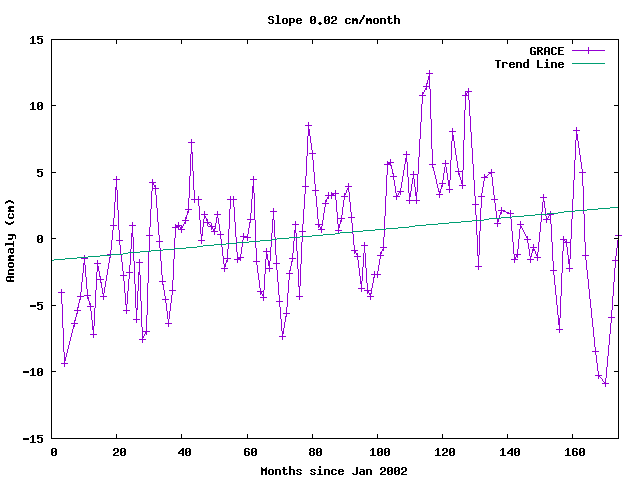 Slope 0.02 cm/month
GRACE
Trend Line
15
10
5
0
-5
-10
-15
Anomaly (cm)
0 20 40 60 80 100 120 140 160
Months since Jan 2002